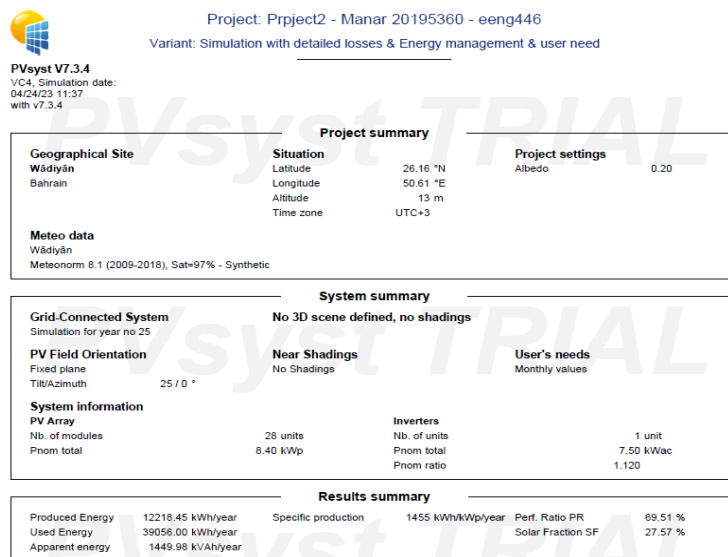 Project: Prpject2 - Manar 20195360 - eeng446
Variant: Simulation with detailed losses & Energy management & user need
PVsyst V7.3.4
VC4, Simulation date:
04/24/23 11:37
with v7.3.4
PVsyst TRIAL
Project summary
Geographical Site Situation Project settings
Wādiyān Latitude 26.16 °N Albedo 0.20
Bahrain Longitude 50.61 °E
Altitude 13 m
Time zone UTC+3
Meteo data
Wādiyān
Meteonorm 8.1 (2009-2018), Sat=97% - Synthetic
System summary
PVsyst TRIAL
Grid-Connected System No 3D scene defined, no shadings
Simulation for year no 25
PV Field Orientation Near Shadings User's needs
Fixed plane No Shadings Monthly values
Tilt/Azimuth 25 / 0 °
System information
PV Array Inverters
Nb. of modules 28 units Nb. of units 1 unit
Pnom total 8.40 kWp Pnom total 7.50 kWac
Pnom ratio 1.120
Results summary
Produced Energy 12218.45 kWh/year Specific production 1455 kWh/kWp/year Perf. Ratio PR 69.51 %
Used Energy 39056.00 kWh/year Solar Fraction SF 27.57 %
Apparent energy 1449.98 kVAh/year
PVsyst TRIAL